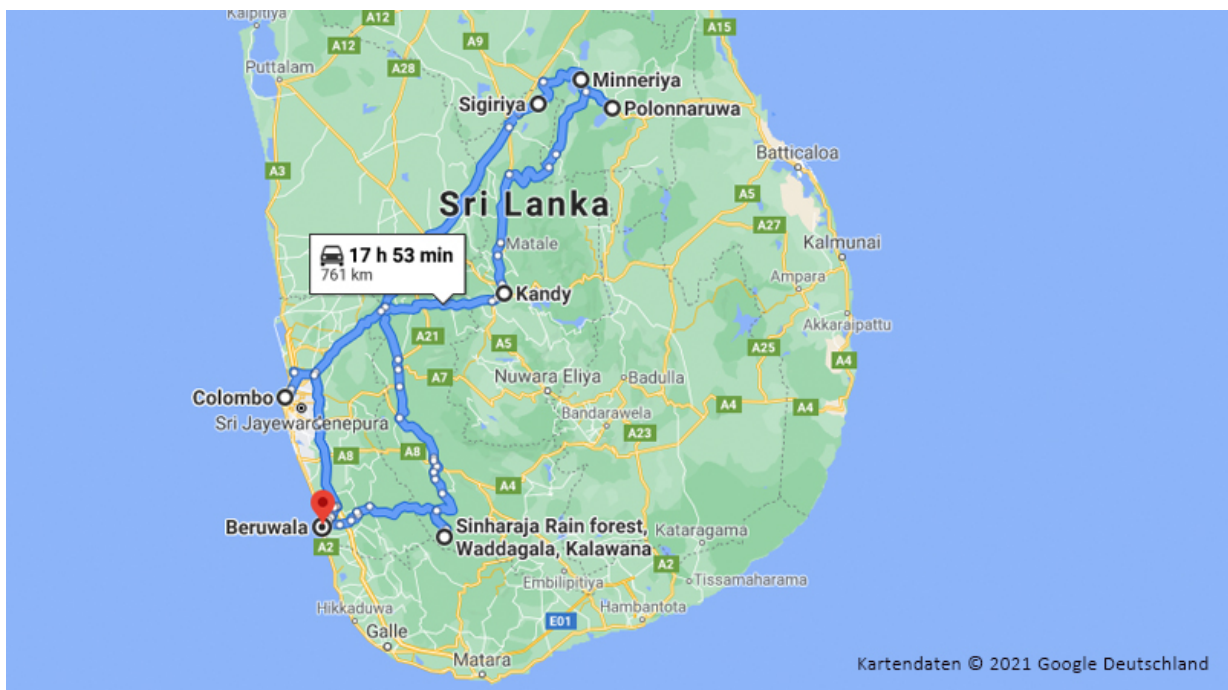 Kalpitiya
A12
A15
A9
A12
Puttalam
A28
Minneriya
Sigiriya
Polonnaruwa
Batticaloa
A3
A5
Sri Lanka
A27
Matale
Kalmunai
17 h 53 min
761 km
Ampara
Kandy
Akkaraipattu
A21
A5
A25
A4
A7
Nuwara Eliya
Badulla
Colombo
A4
A4
Bandarawela
Sri Jayewardenepura
A23
A8
A8
A4
Beruwala
Sinharaja Rain forest,
Waddagala, Kalawana
Kataragama
A2
A2
Embilipitiya
Tissamaharama
Hikkaduwa
Hambantota
E01
Galle
Matara
Kartendaten © 2021 Google Deutschland